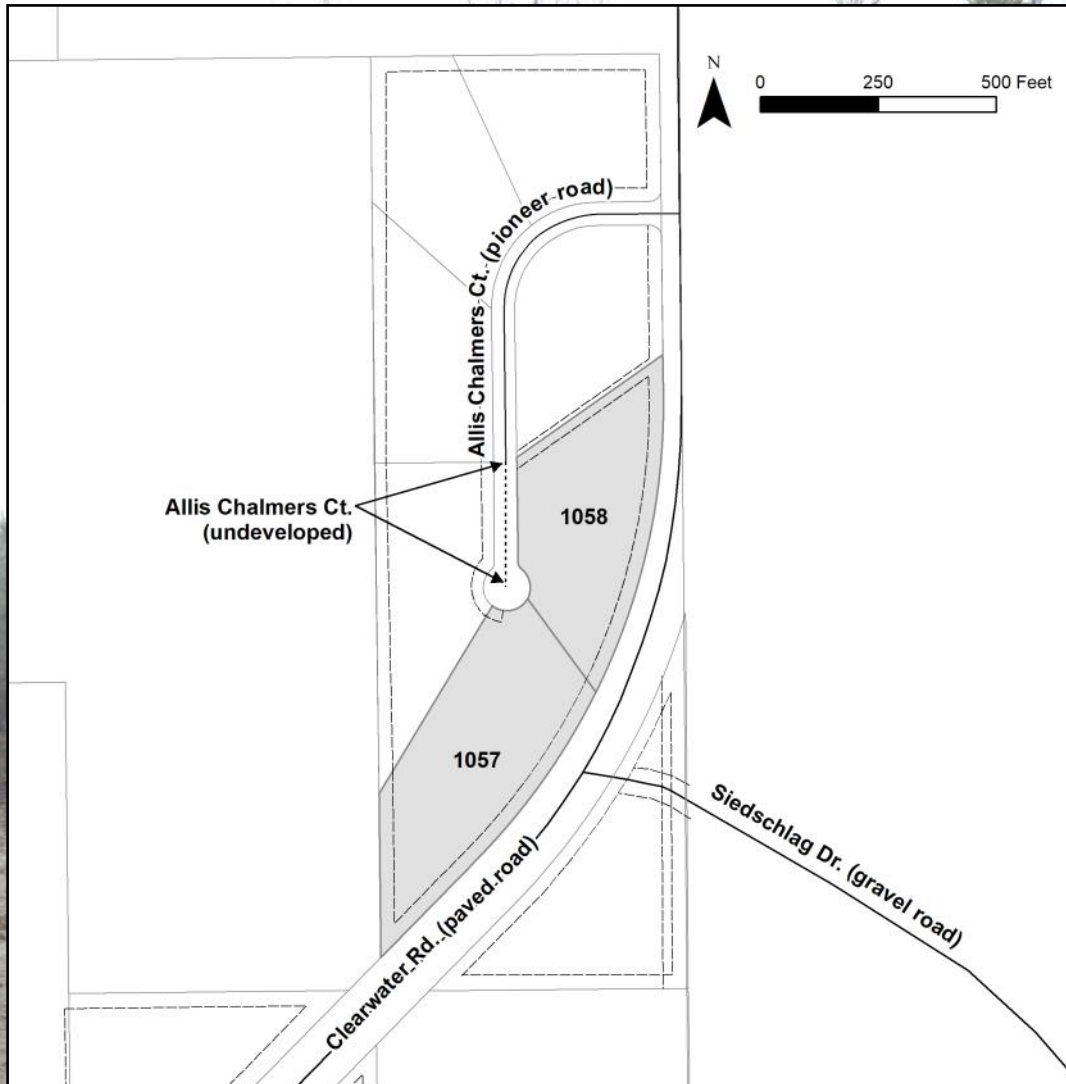 N
0 250 500 Feet
Allis Chalmers Ct. (pioneer road)
Allis Chalmers Ct.
(undeveloped)
1058
1057
Siedschlag Dr. (gravel road)
Clearwater Rd. (paved road)